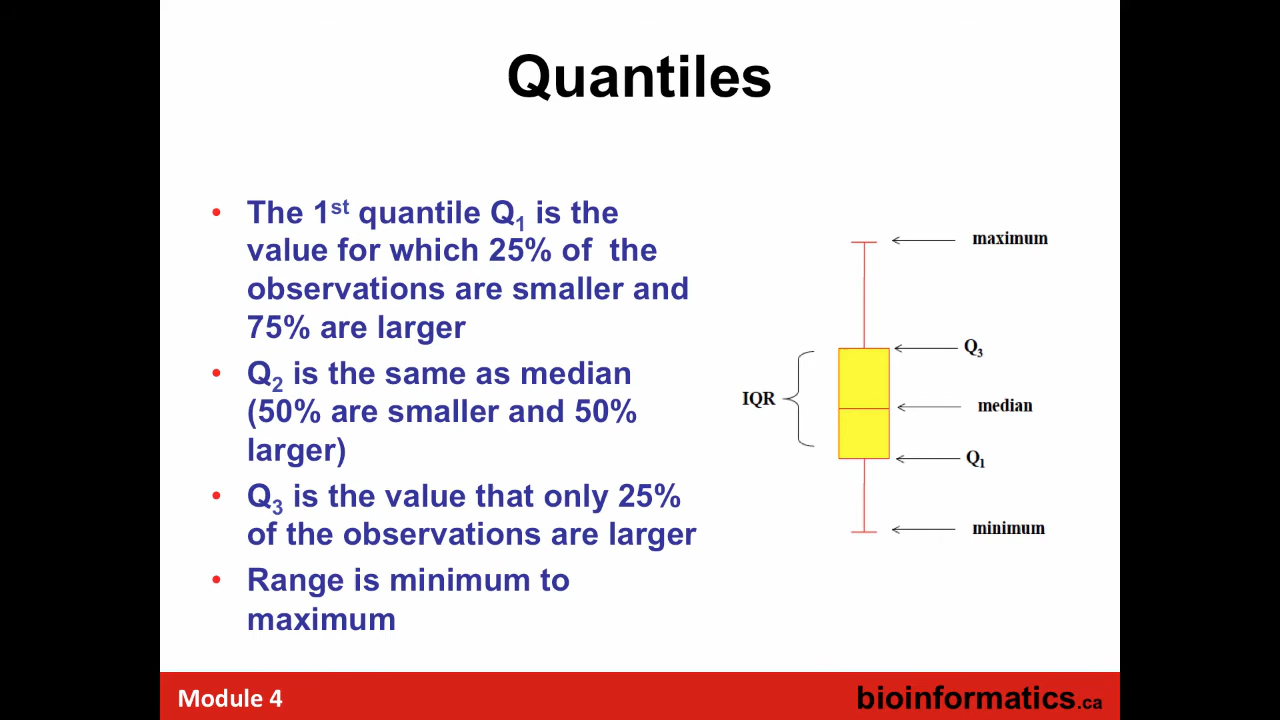 Quantiles
• The 1st quantile Q1 is the
value for which 25% of the
observations are smaller and
75% are larger
• Q2 is the same as median
(50% are smaller and 50%
larger)
• Q3 is the value that only 25%
of the observations are larger
• Range is minimum to
maximum
maximum
Q3
IQR
median
Q1
minimum
Module 4
bioinformatics.ca